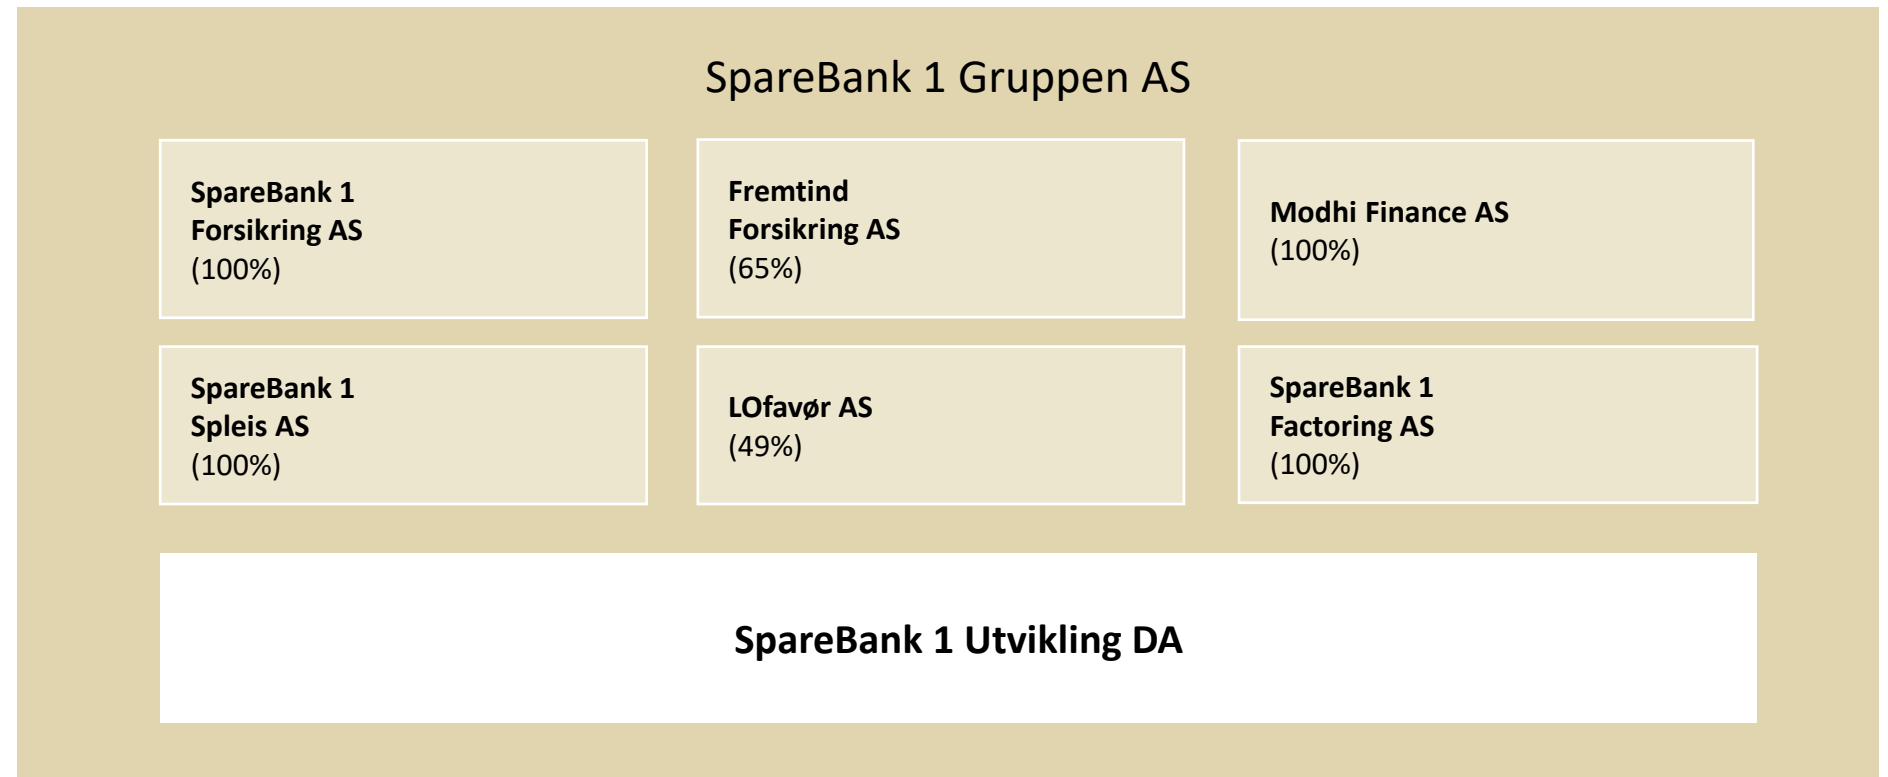 SpareBank 1 Gruppen AS
SpareBank 1
Forsikring AS
(100%)
Fremtind
Forsikring AS
(65%)
Modhi Finance AS
(100%)
SpareBank 1
Spleis AS
(100%)
LOfavør AS
(49%)
SpareBank 1
Factoring AS
(100%)
SpareBank 1 Utvikling DA